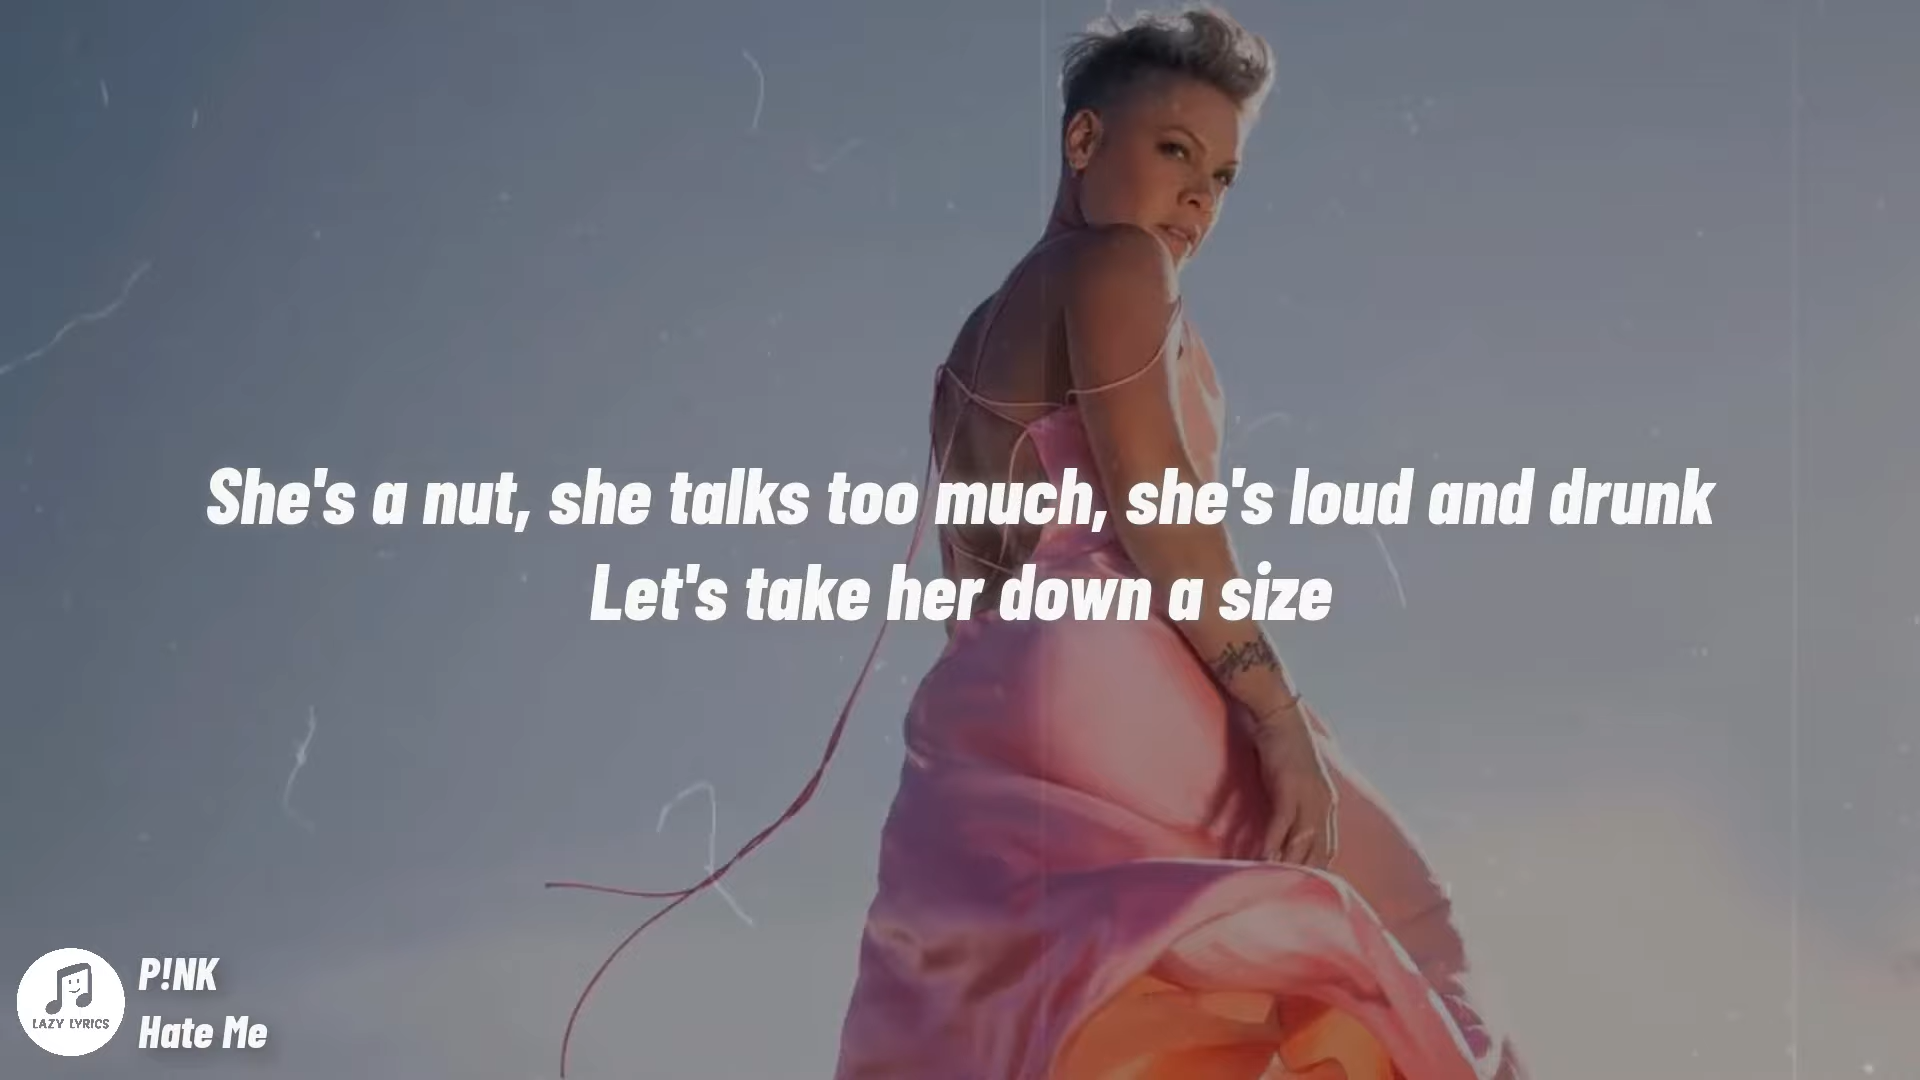 She's a nut, she talks too much, she's loud and drunk
Let's take her down a size
P!NK
Hate Me
LAZY LYRICS